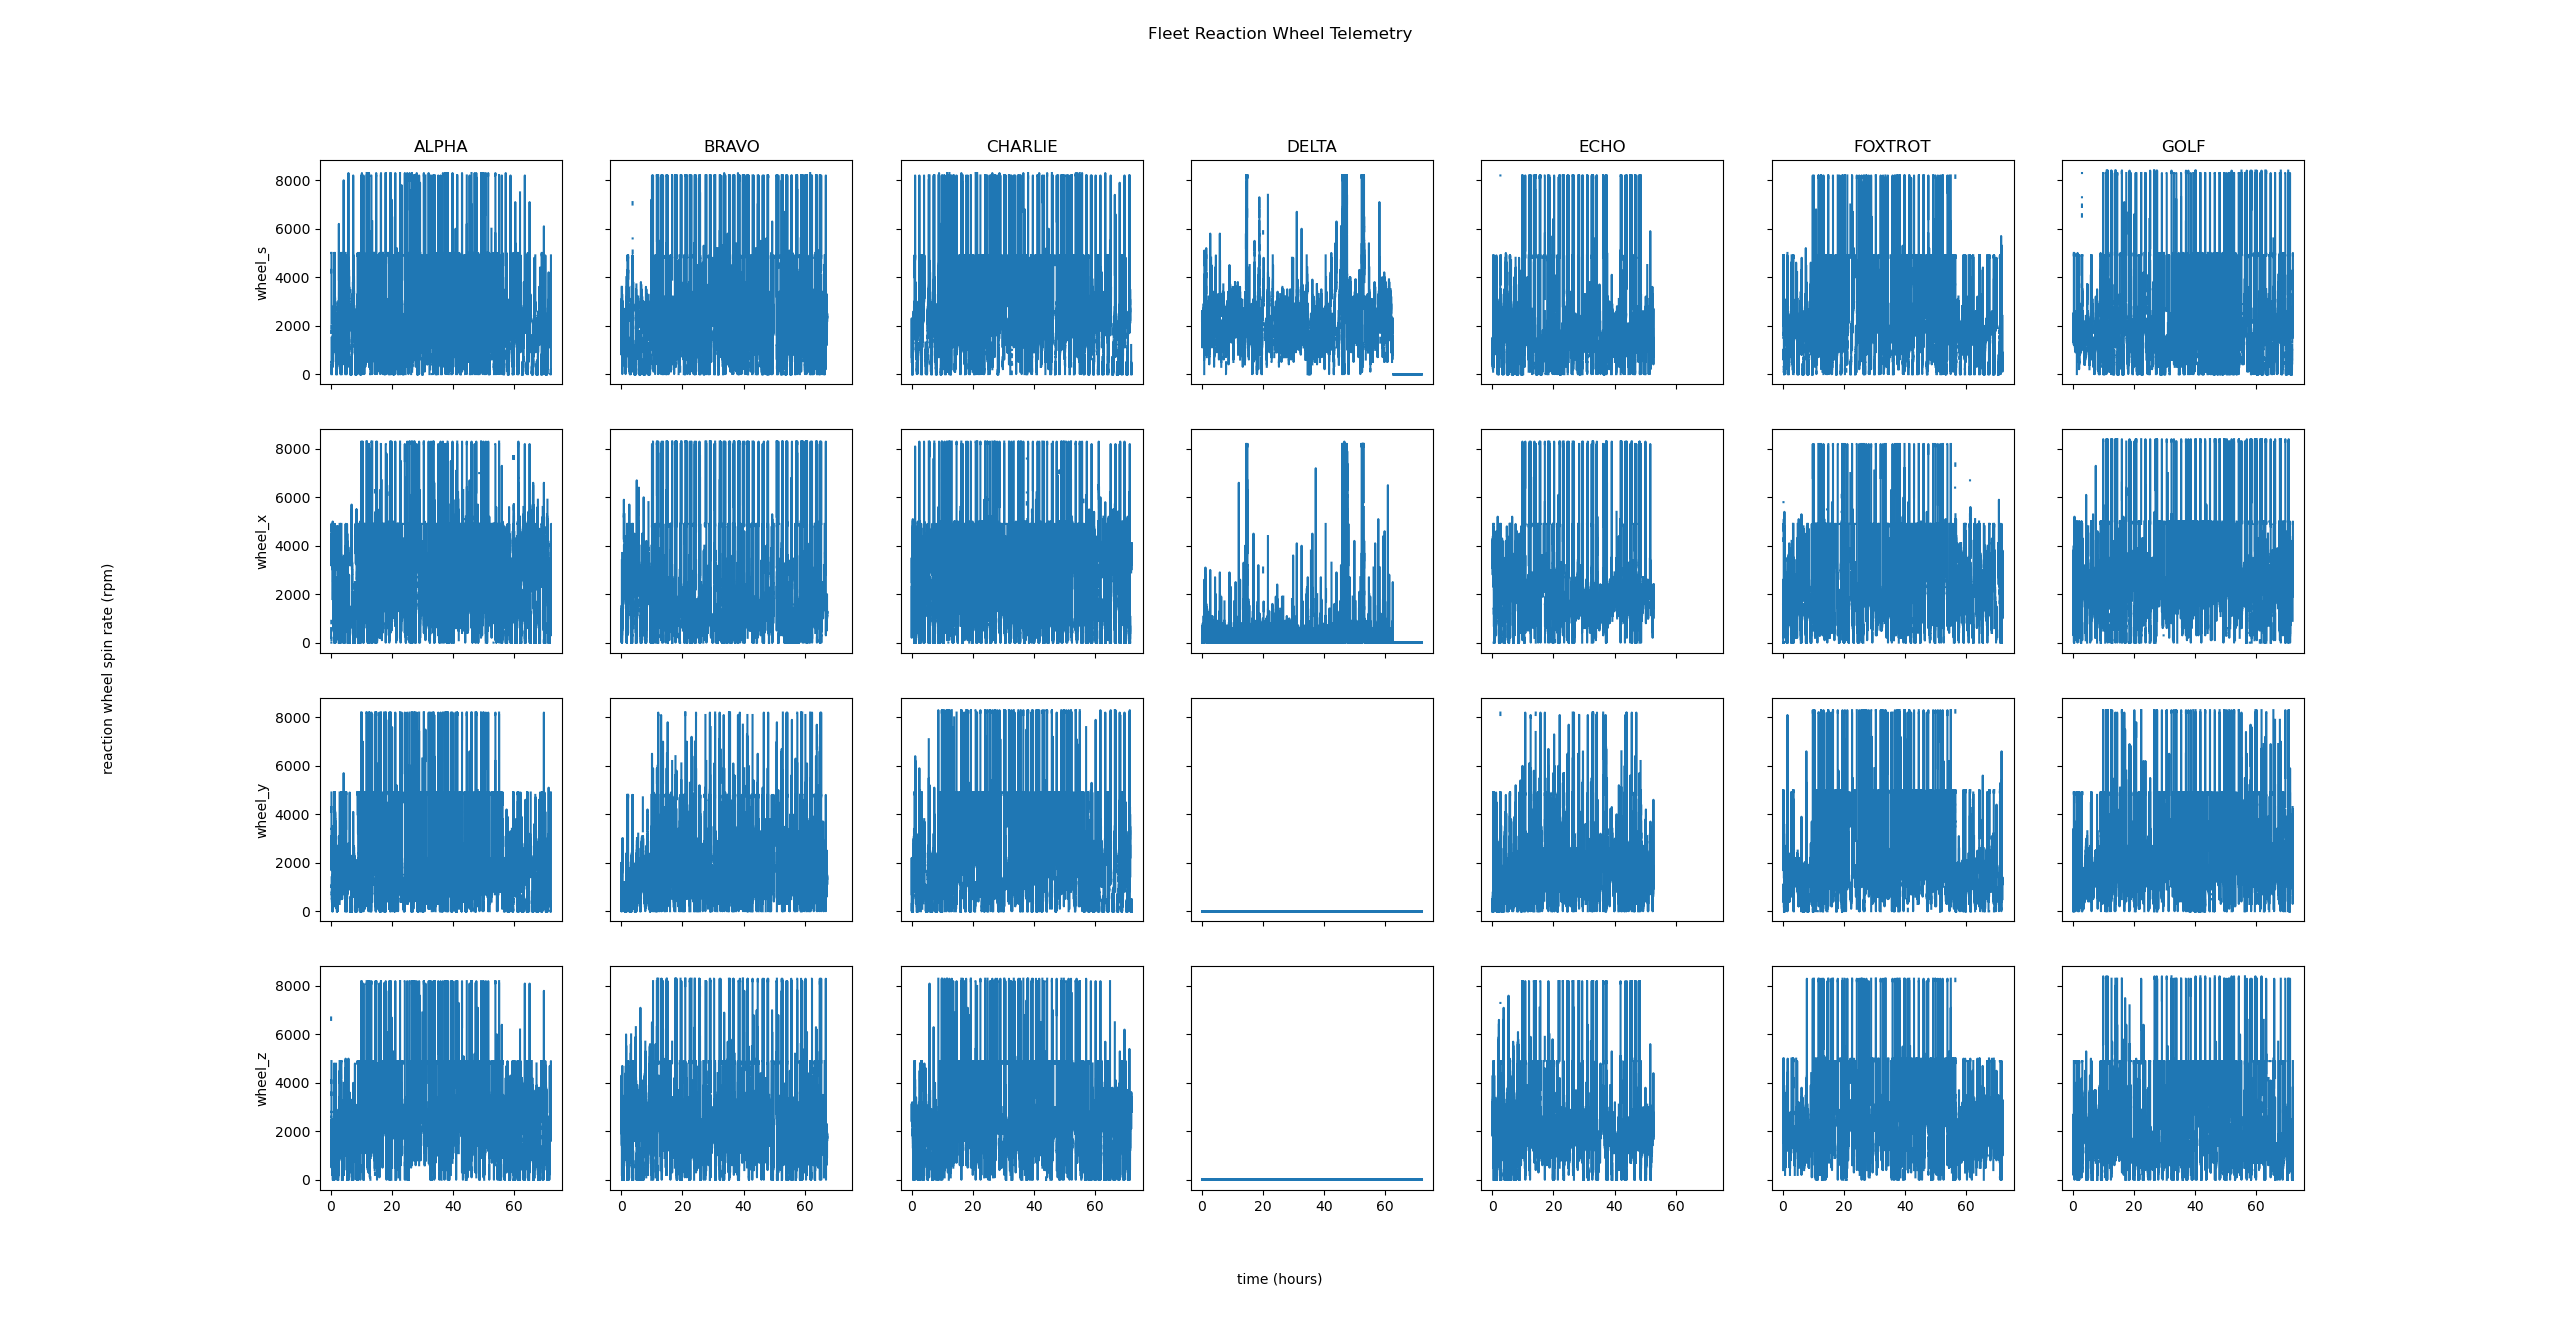 Fleet Reaction Wheel Telemetry
ALPHA BRAVO CHARLIE DELTA ECHO FOXTROT GOLF
reaction wheel spin rate (rpm)
wheel_s
8000
6000
4000
2000
0
wheel_x
8000
6000
4000
2000
0
wheel_y
8000
6000
4000
2000
0
wheel_z
8000
6000
4000
2000
0
0 20 40 60 0 20 40 60 0 20 40 60 0 20 40 60 0 20 40 60 0 20 40 60 0 20 40 60
time (hours)